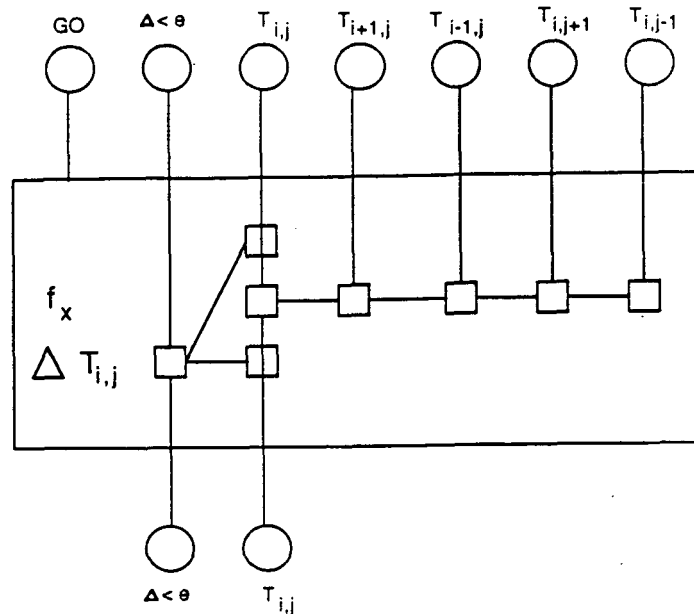 GO Δ<θ T i,j T i+1,j T i-1,j T i,j+1 T i,j-1
f x
Δ T i,j
Δ<θ T i,j